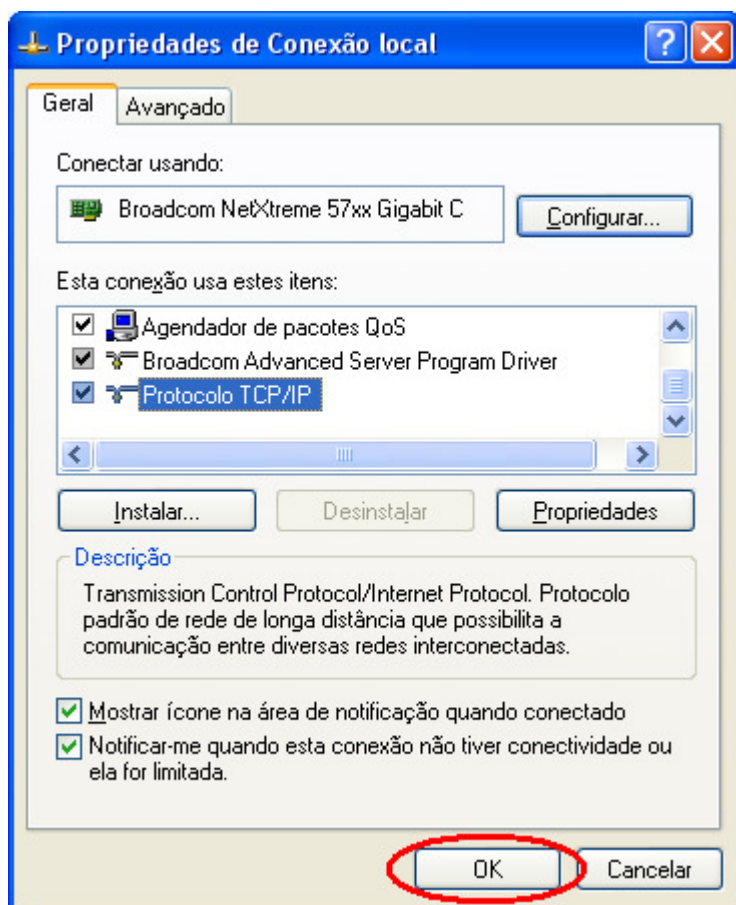 Propriedades de Conexão local
Geral
Avançado
Conectar usando:
Broadcom NetXtreme 57xx Gigabit C
Configurar...
Esta conexão usa estes itens:
Agendador de pacotes QoS
Broadcom Advanced Server Program Driver
Protocolo TCP/IP
Instalar...
Desinstalar
Propriedades
Descrição
Transmission Control Protocol/Internet Protocol. Protocolo
padrão de rede de longa distância que possibilita a
comunicação entre diversas redes interconectadas.
Mostrar ícone na área de notificação quando conectado
Notificar-me quando esta conexão não tiver conectividade ou
ela for limitada.
OK
Cancelar